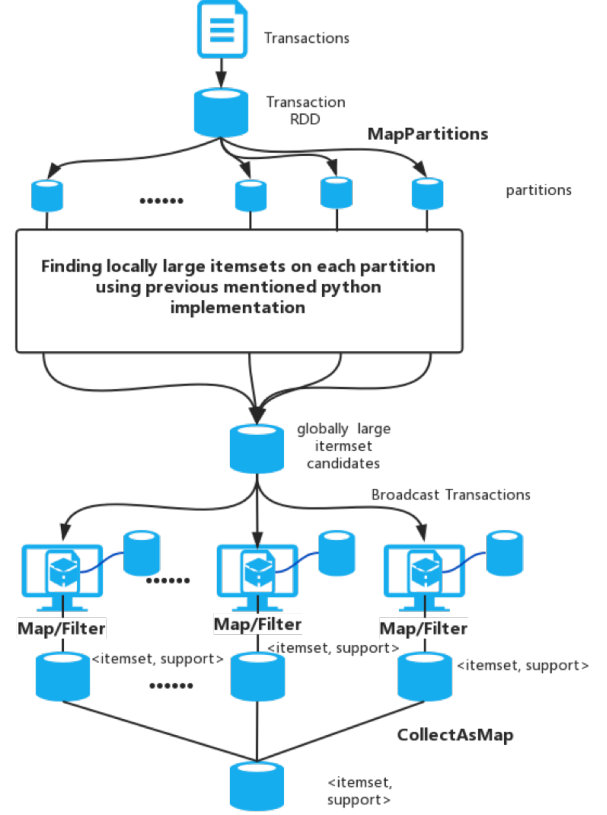 Transactions
Transaction
RDD
MapPartitions
partitions
Finding locally large itemsets on each partition
using previous mentioned python
implementation
globally large
itermset
candidates
Broadcast Transactions
Map/Filter
Map/Filter
Map/Filter
<itemset, support>
<itemset, support>
<itemset, support>
CollectAsMap
<itemset,
support>